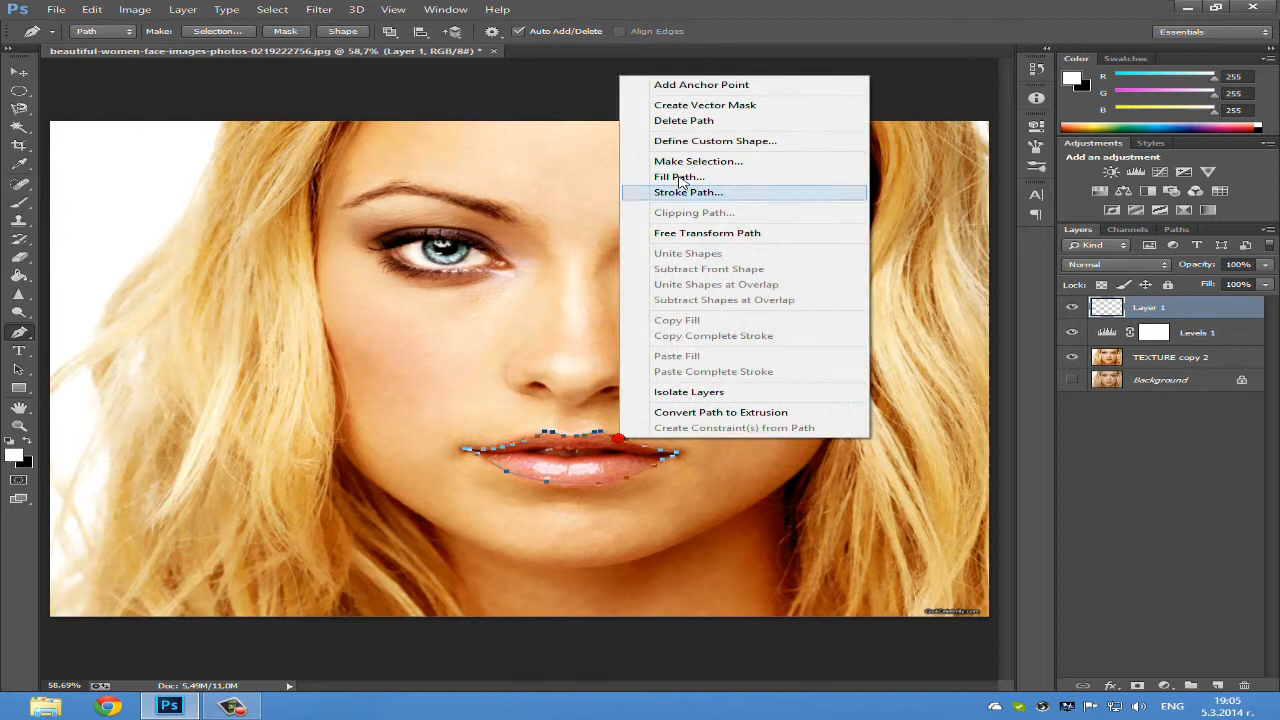 Ps File Edit Image Layer Type Select Filter 3D View Window Help
Path Make: Selection... Mask Shape Auto Add/Delete Align Edges Essentials
beautiful-women-face-images-photos-0219222756.jpg @ 58,7% (Layer 1, RGB/8#) * ×
Add Anchor Point
Create Vector Mask
Delete Path
Define Custom Shape...
Make Selection...
Fill Path...
Stroke Path...
Clipping Path...
Free Transform Path
Unite Shapes
Subtract Front Shape
Unite Shapes at Overlap
Subtract Shapes at Overlap
Copy Fill
Copy Complete Stroke
Paste Fill
Paste Complete Stroke
Isolate Layers
Convert Path to Extrusion
Create Constraint(s) from Path
Color Swatches
R 255
G 255
B 255
Adjustments Styles
Add an adjustment
Layers Channels Paths
Kind
Normal Opacity: 100%
Lock: Fill: 100%
Layer 1
Levels 1
TEXTURE copy 2
Background
58.69% Doc: 5,49M/11,0M
Ps ENG 19:05
5.3.2014 г.